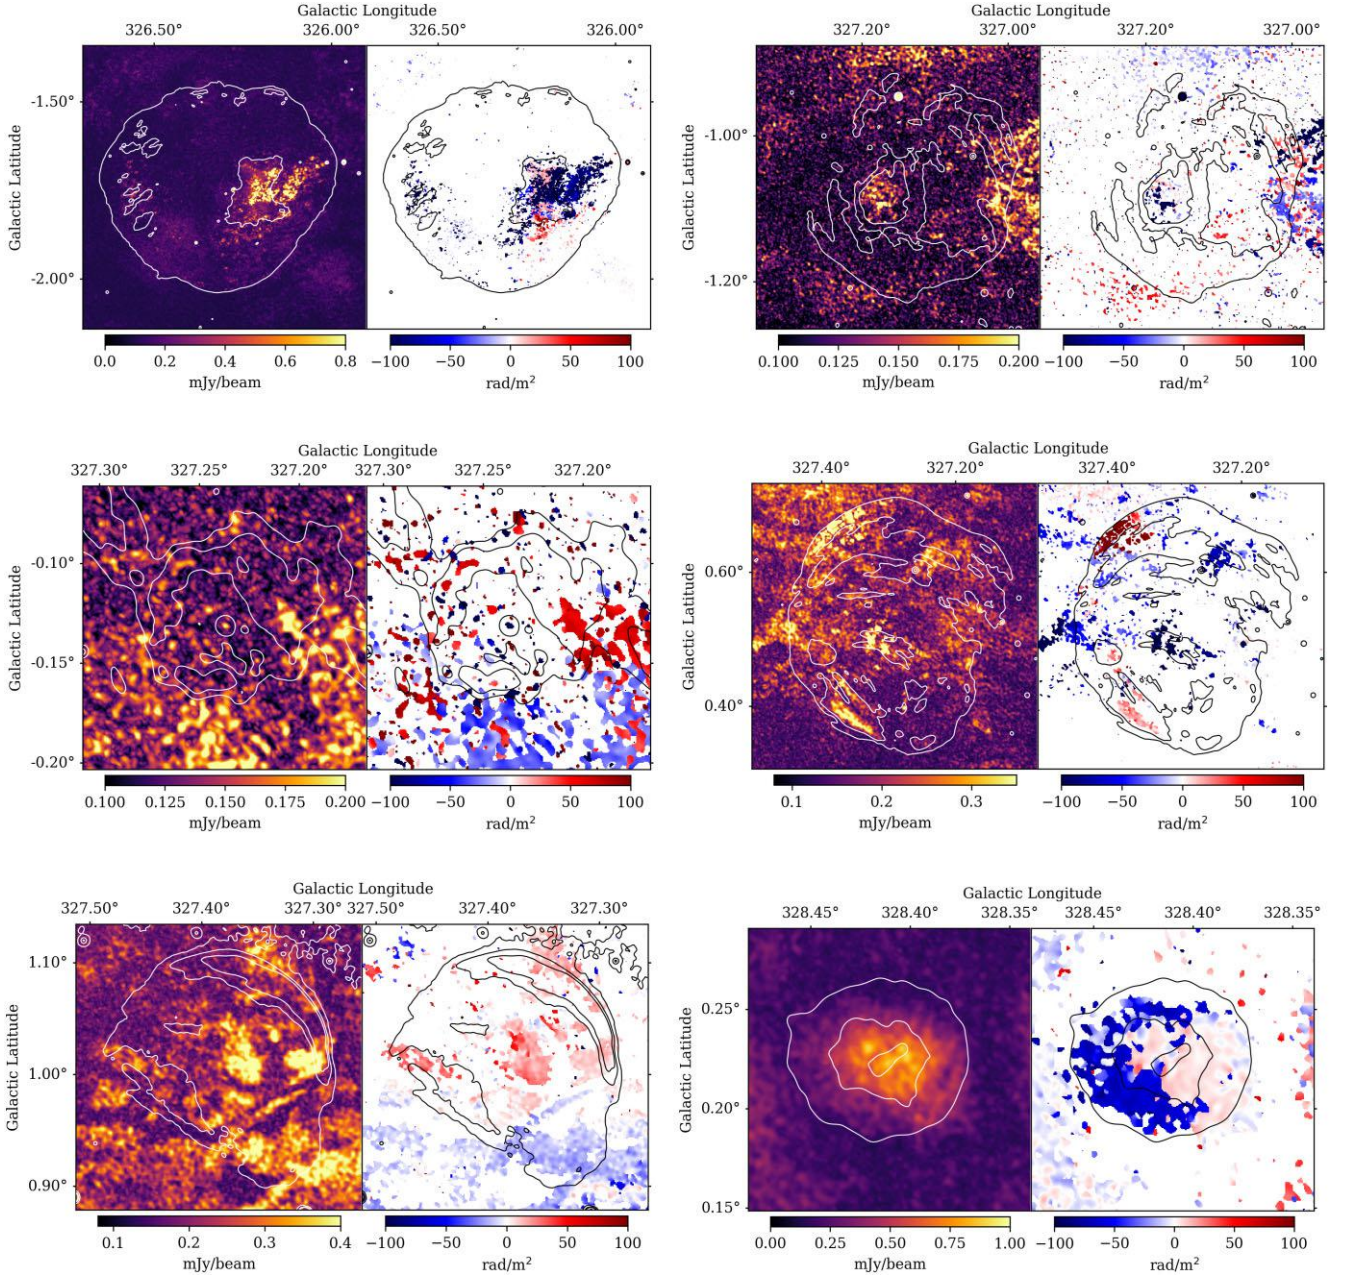 Galactic Longitude
326.50° 326.00° 326.50° 326.00°
Galactic Latitude
-1.50°
-2.00°
0.0 0.2 0.4 0.6 0.8 −100 −50 0 50 100
mJy/beam rad/m²
Galactic Longitude
327.20° 327.00° 327.20° 327.00°
Galactic Latitude
-1.00°
-1.20°
0.100 0.125 0.150 0.175 0.200 −100 −50 0 50 100
mJy/beam rad/m²
Galactic Longitude
327.30° 327.25° 327.20° 327.30° 327.25° 327.20°
Galactic Latitude
-0.10°
-0.15°
-0.20°
0.100 0.125 0.150 0.175 0.200 −100 −50 0 50 100
mJy/beam rad/m²
Galactic Longitude
327.40° 327.20° 327.40° 327.20°
Galactic Latitude
0.60°
0.40°
0.1 0.2 0.3 −100 −50 0 50 100
mJy/beam rad/m²
Galactic Longitude
327.50° 327.40° 327.30° 327.50° 327.40° 327.30°
Galactic Latitude
1.10°
1.00°
0.90°
0.1 0.2 0.3 0.4 −100 −50 0 50 100
mJy/beam rad/m²
Galactic Longitude
328.45° 328.40° 328.35° 328.45° 328.40° 328.35°
Galactic Latitude
0.25°
0.20°
0.15°
0.00 0.25 0.50 0.75 1.00 −100 −50 0 50 100
mJy/beam rad/m²